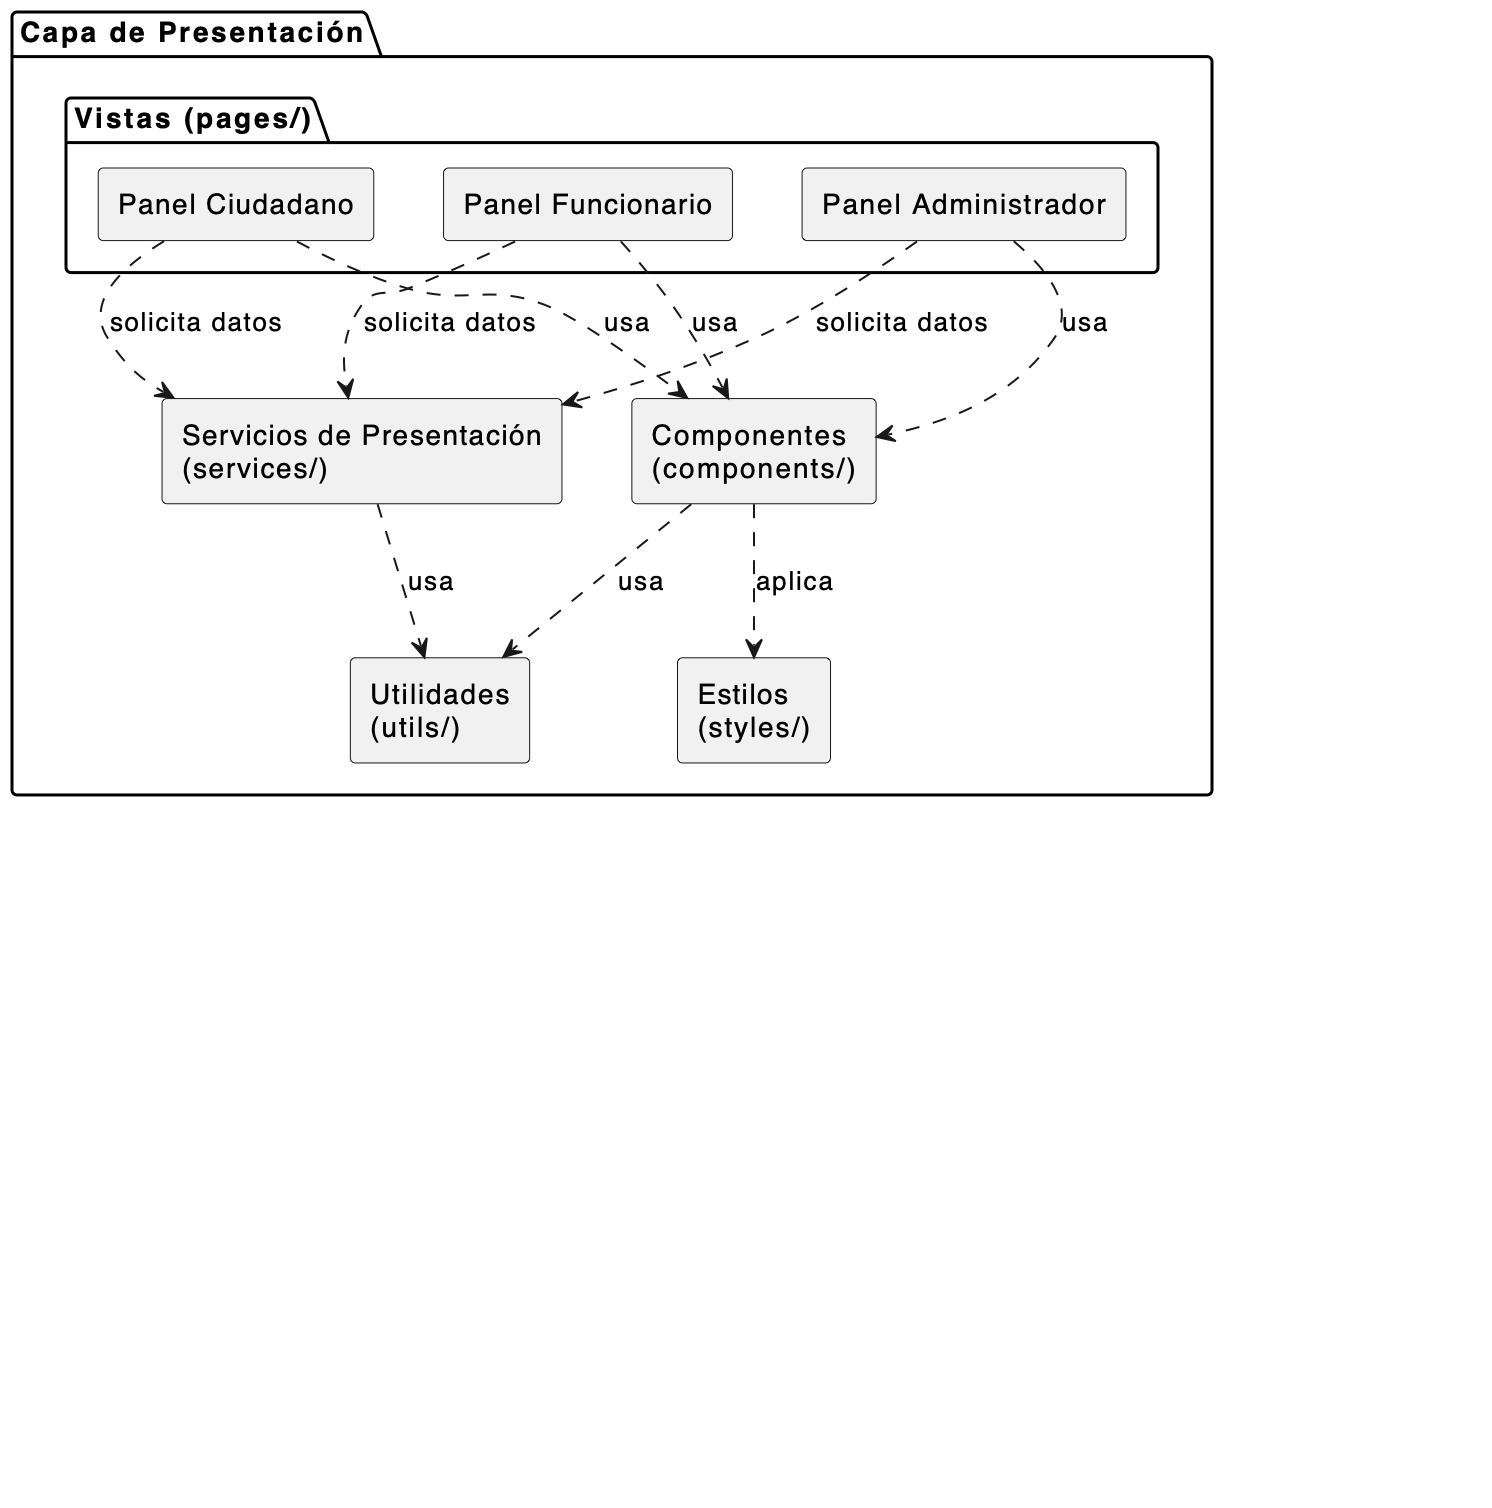 Capa de Presentación
Vistas (pages/)
Panel Ciudadano
Panel Funcionario
Panel Administrador
solicita datos
solicita datos
usa
usa
solicita datos
usa
Servicios de Presentación
(services/)
Componentes
(components/)
usa
usa
aplica
Utilidades
(utils/)
Estilos
(styles/)